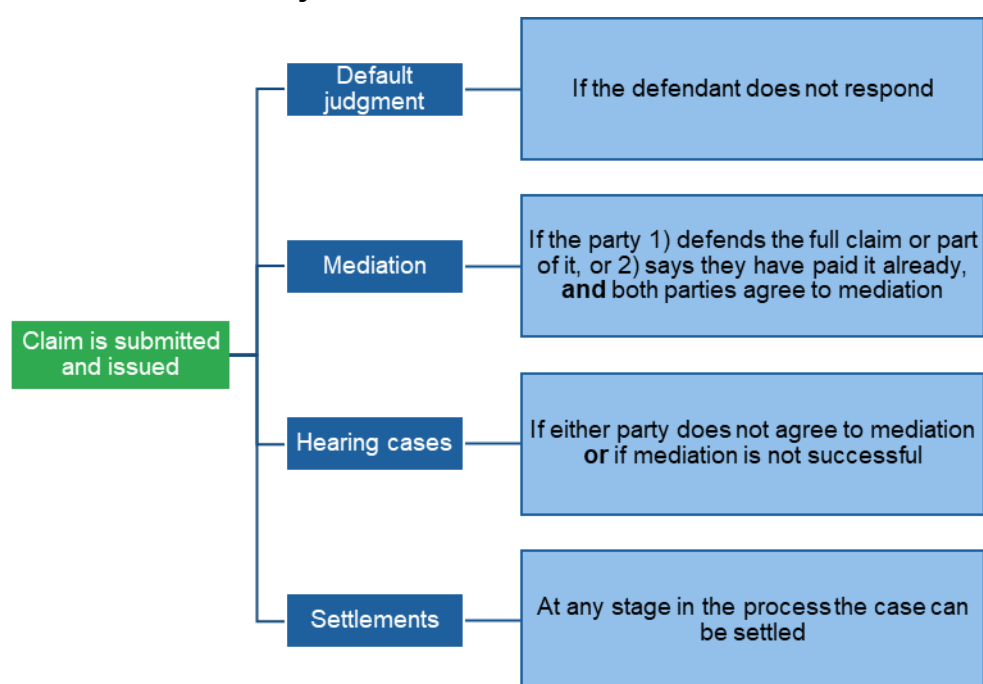 Default
judgment
If the defendant does not respond
Mediation
If the party 1) defends the full claim or part
of it, or 2) says they have paid it already,
and both parties agree to mediation
Claim is submitted
and issued
Hearing cases
If either party does not agree to mediation
or if mediation is not successful
Settlements
At any stage in the process the case can
be settled